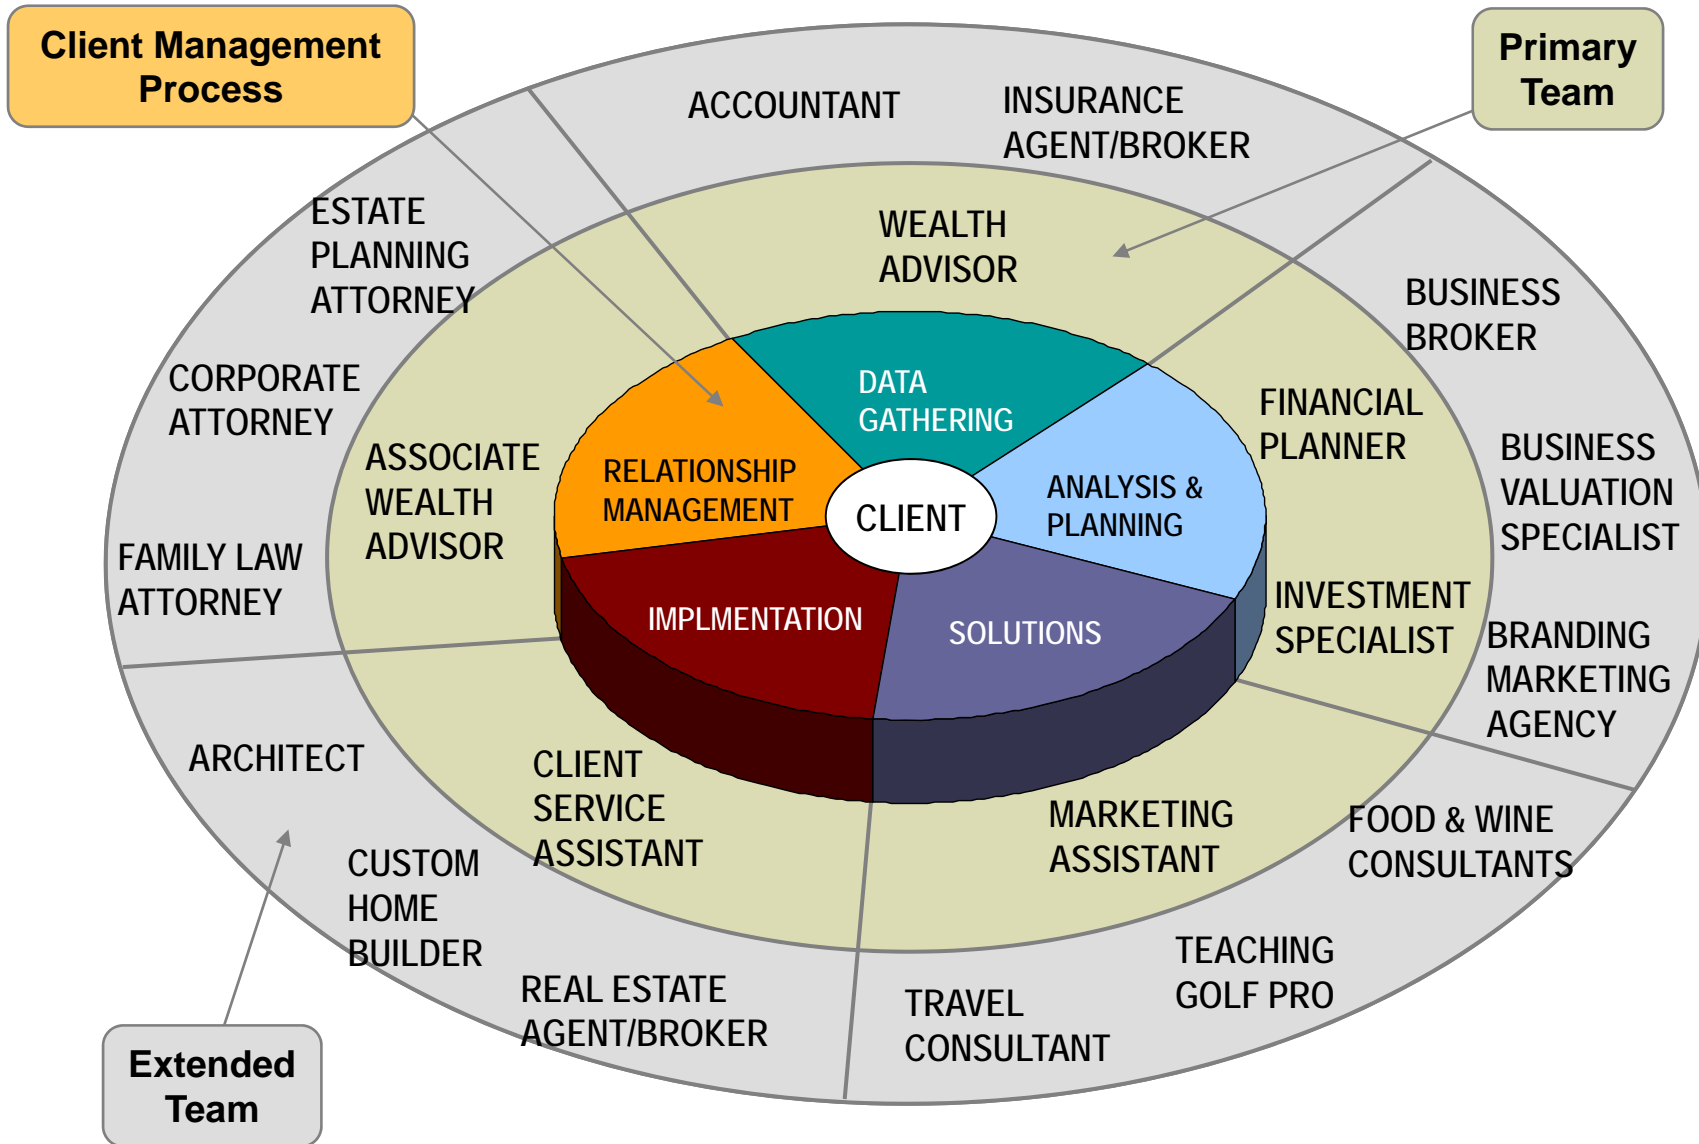 Client Management
Process
Primary
Team
ACCOUNTANT
INSURANCE
AGENT/BROKER
ESTATE
PLANNING
ATTORNEY
WEALTH
ADVISOR
BUSINESS
BROKER
CORPORATE
ATTORNEY
DATA
GATHERING
FINANCIAL
PLANNER
ASSOCIATE
WEALTH
ADVISOR
RELATIONSHIP
MANAGEMENT
CLIENT
ANALYSIS &
PLANNING
BUSINESS
VALUATION
SPECIALIST
FAMILY LAW
ATTORNEY
IMPLMENTATION
SOLUTIONS
INVESTMENT
SPECIALIST
BRANDING
MARKETING
AGENCY
ARCHITECT
CLIENT
SERVICE
ASSISTANT
MARKETING
ASSISTANT
FOOD & WINE
CONSULTANTS
CUSTOM
HOME
BUILDER
TEACHING
GOLF PRO
REAL ESTATE
AGENT/BROKER
TRAVEL
CONSULTANT
Extended
Team